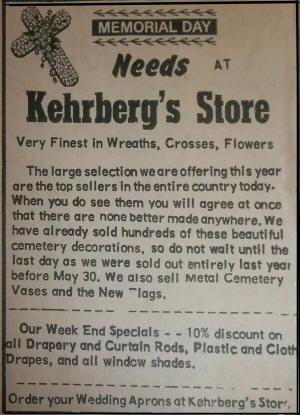 MEMORIAL DAY
Needs AT
Kehrberg's Store
Very Finest in Wreaths, Crosses, Flowers
The large selection we are offering this year
are the top sellers in the entire country today.
When you do see them you will agree at once
that there are none better made anywhere. We
have already sold hundreds of these beautiful
cemetery decorations, so do not wait until the
last day as we were sold out entirely last year
before May 30. We also sell Metal Cemetery
Vases and the New Flags.
Our Week End Specials - - 10% discount on
all Drapery and Curtain Rods, Plastic and Cloth
Drapes, and all window shades.
Order your Wedding Aprons at Kehrberg's Store.